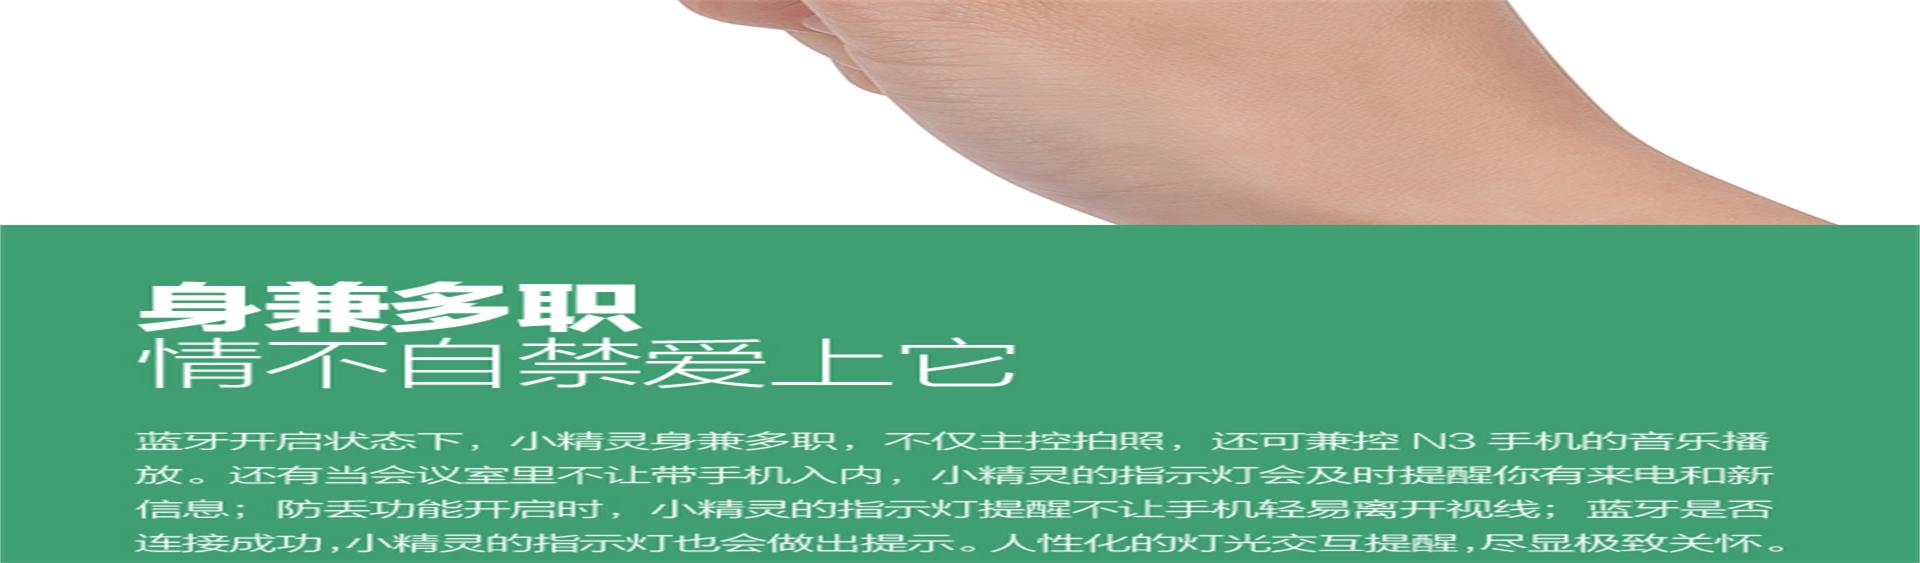 身兼多职
情不自禁爱上它
蓝牙开启状态下，小精灵身兼多职，不仅主控拍照，还可兼控 N3 手机的音乐播
放。还有当会议室里不让带手机入内，小精灵的指示灯会及时提醒你有来电和新
信息；防丢功能开启时，小精灵的指示灯提醒不让手机轻易离开视线；蓝牙是否
连接成功，小精灵的指示灯也会做出提示。人性化的灯光交互提醒，尽显极致关怀。